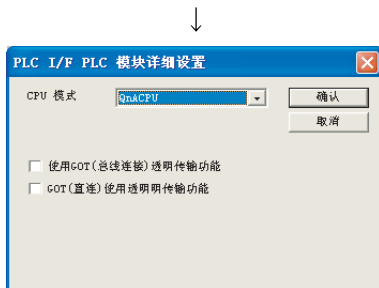 ↓
PLC I/F PLC 模块详细设置
CPU 模式 QnACPU 确认
取消
使用GOT(总线连接)透明传输功能
GOT(直连)使用透明明传输功能